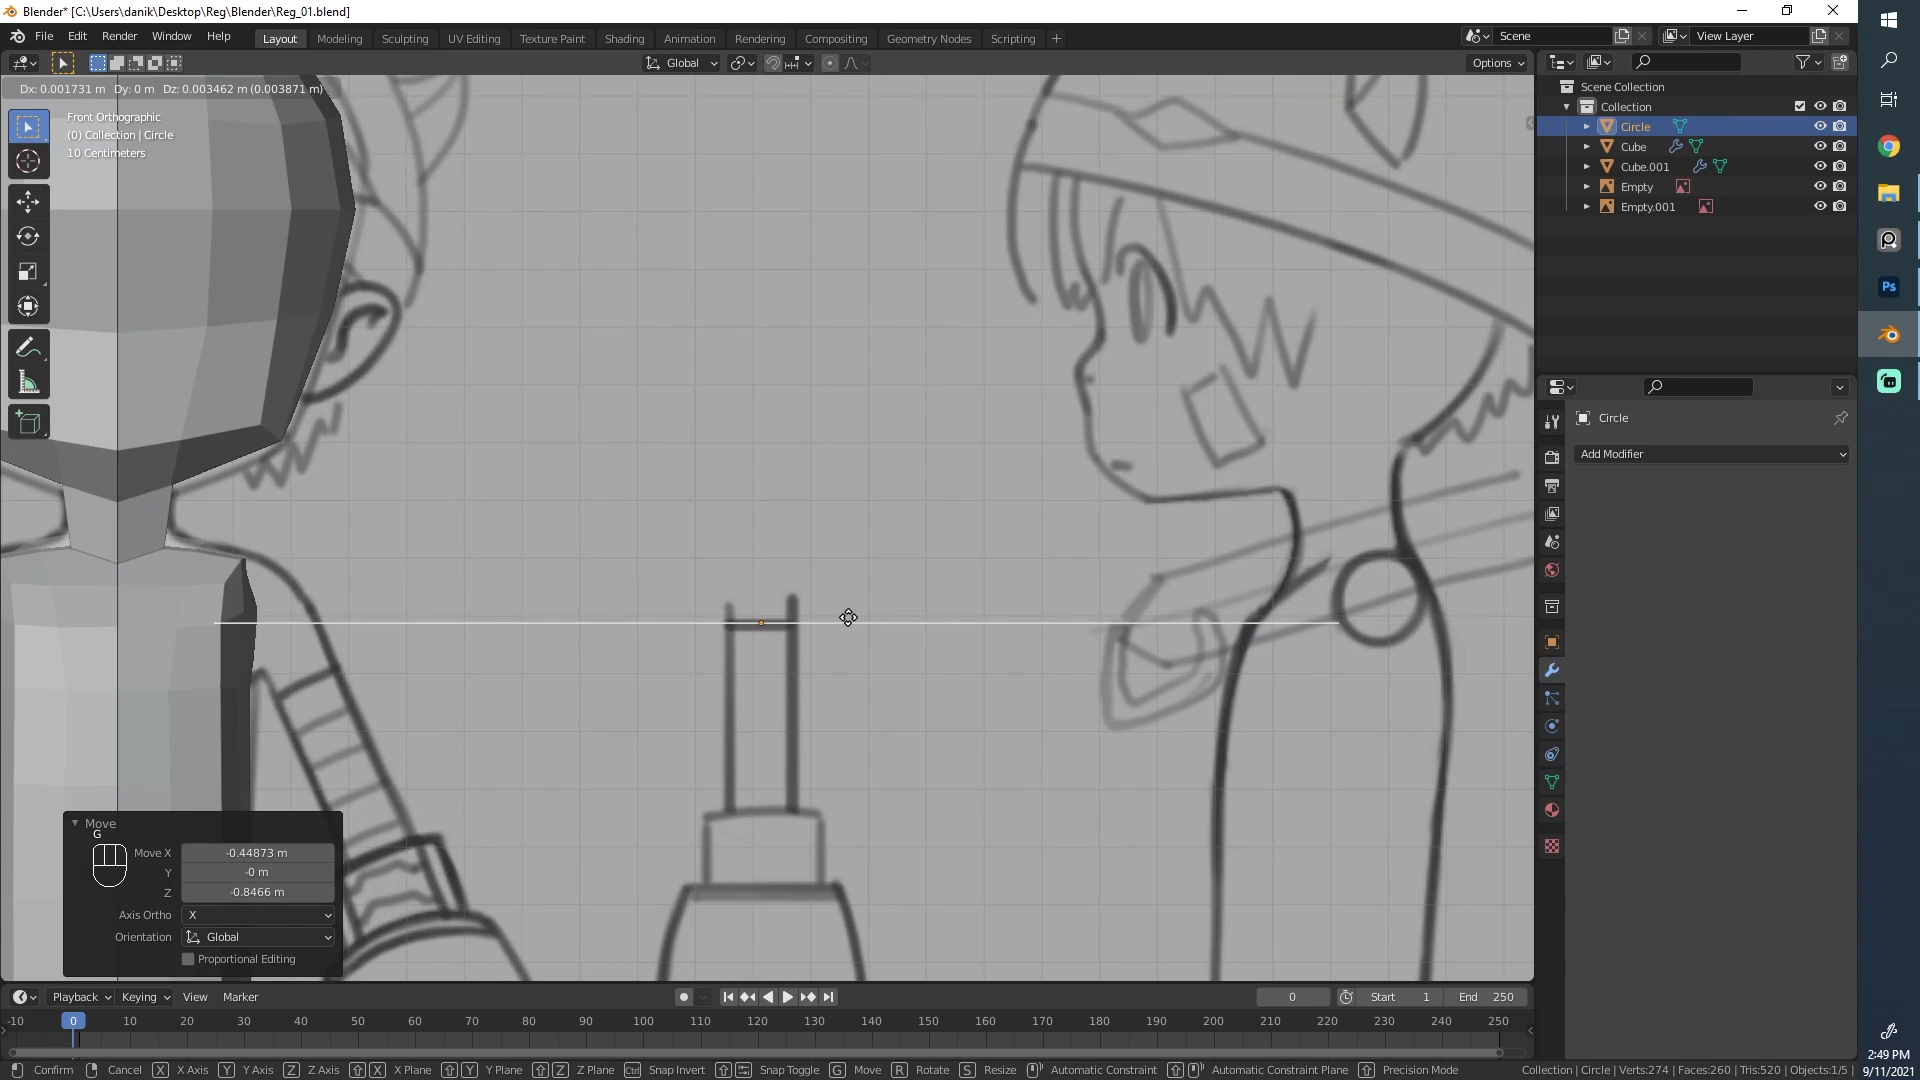 Blender* [C:\Users\danik\Desktop\Reg\Blender\Reg_01.blend]
File Edit Render Window Help Layout Modeling Sculpting UV Editing Texture Paint Shading Animation Rendering Compositing Geometry Nodes Scripting + Scene View Layer
Global Options
Dx: 0.001731 m Dy: 0 m Dz: 0.003462 m (0.003871 m)
Front Orthographic
(0) Collection | Circle
10 Centimeters
Scene Collection
Collection
Circle
Cube
Cube.001
Empty
Empty.001
Circle
Add Modifier
Ps
Move
G
Move X -0.44873 m
Y -0 m
Z -0.8466 m
Axis Ortho X
Orientation Global
Proportional Editing
Playback Keying View Marker 0 Start 1 End 250
-10 0 10 20 30 40 50 60 70 80 90 100 110 120 130 140 150 160 170 180 190 200 210 220 230 240 250
Confirm Cancel X X Axis Y Y Axis Z Z Axis X X Plane Y Y Plane Z Z Plane Ctrl Snap Invert Snap Toggle G Move R Rotate S Resize Automatic Constraint Automatic Constraint Plane Precision Mode Collection | Circle | Verts:274 | Faces:260 | Tris:520 | Objects:1/5 |
2:49 PM
9/11/2021